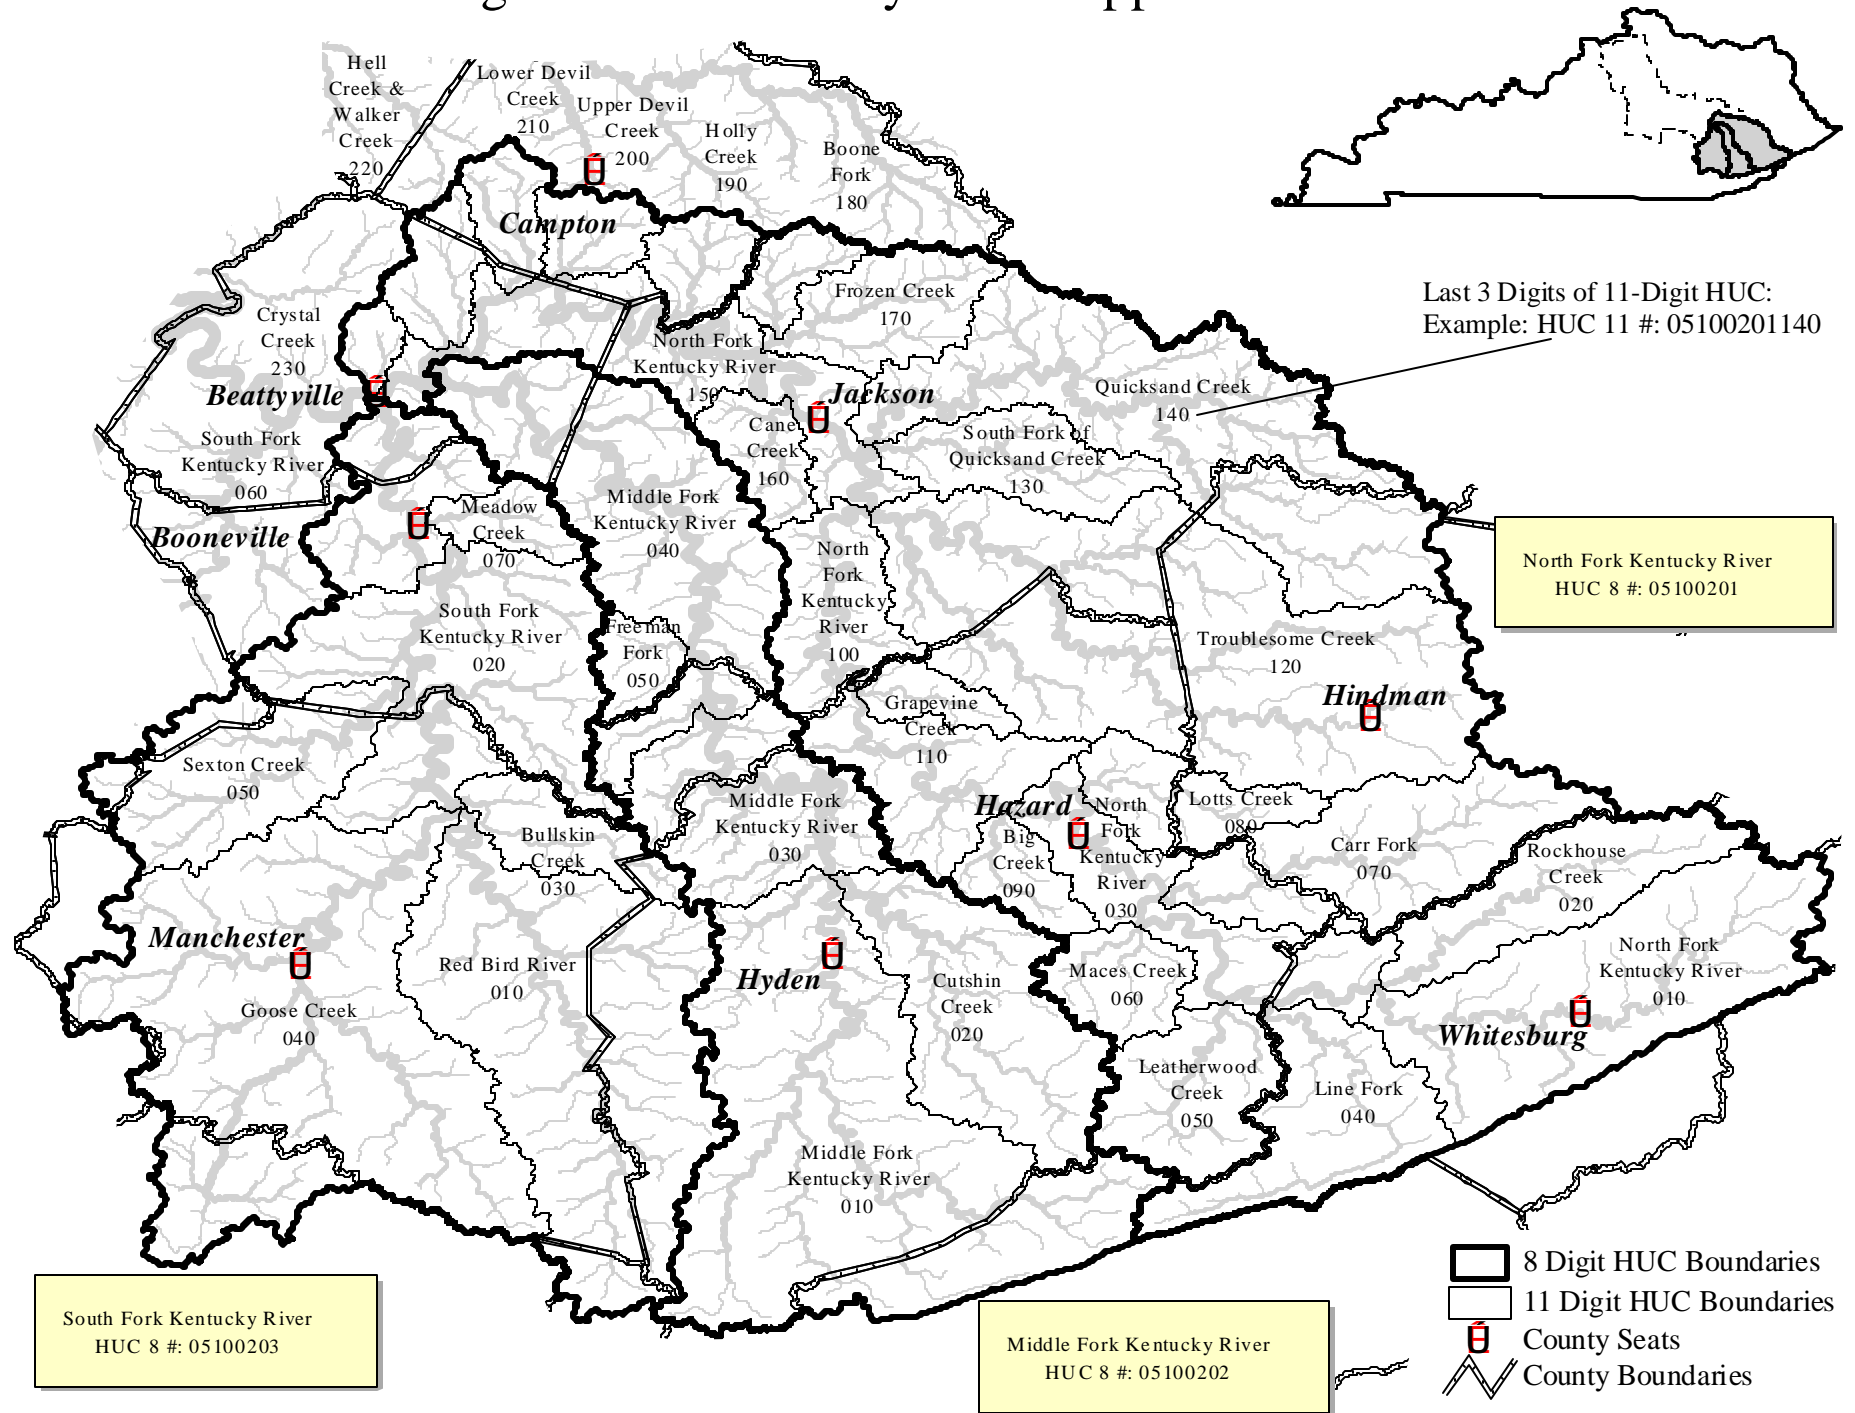 Hell
Creek &
Walker
Creek
220
Lower Devil
Creek
210
Upper Devil
Creek
200
Holly
Creek
190
Boone
Fork
180
Campton
Frozen Creek
170
Last 3 Digits of 11-Digit HUC:
Example: HUC 11 #: 05100201140
Crystal
Creek
230
Beattyville
North Fork
Kentucky River
150
Jackson
Quicksand Creek
140
Cane
Creek
160
South Fork of
Quicksand Creek
130
South Fork
Kentucky River
060
Booneville
Meadow
Creek
070
Middle Fork
Kentucky River
040
North
Fork
Kentucky
River
100
North Fork Kentucky River
HUC 8 #: 05100201
South Fork
Kentucky River
020
Freeman
Fork
050
Troublesome Creek
120
Hindman
Grapevine
Creek
110
Sexton Creek
050
Middle Fork
Kentucky River
030
Hazard
Big
Creek
090
North
Fork
Kentucky
River
030
Lotts Creek
080
Carr Fork
070
Rockhouse
Creek
020
Bullskin
Creek
030
Manchester
Goose Creek
040
Red Bird River
010
Hyden
Cutshin
Creek
020
Maces Creek
060
North Fork
Kentucky River
010
Whitesburg
Leatherwood
Creek
050
Line Fork
040
Middle Fork
Kentucky River
010
South Fork Kentucky River
HUC 8 #: 05100203
Middle Fork Kentucky River
HUC 8 #: 05100202
8 Digit HUC Boundaries
11 Digit HUC Boundaries
County Seats
County Boundaries